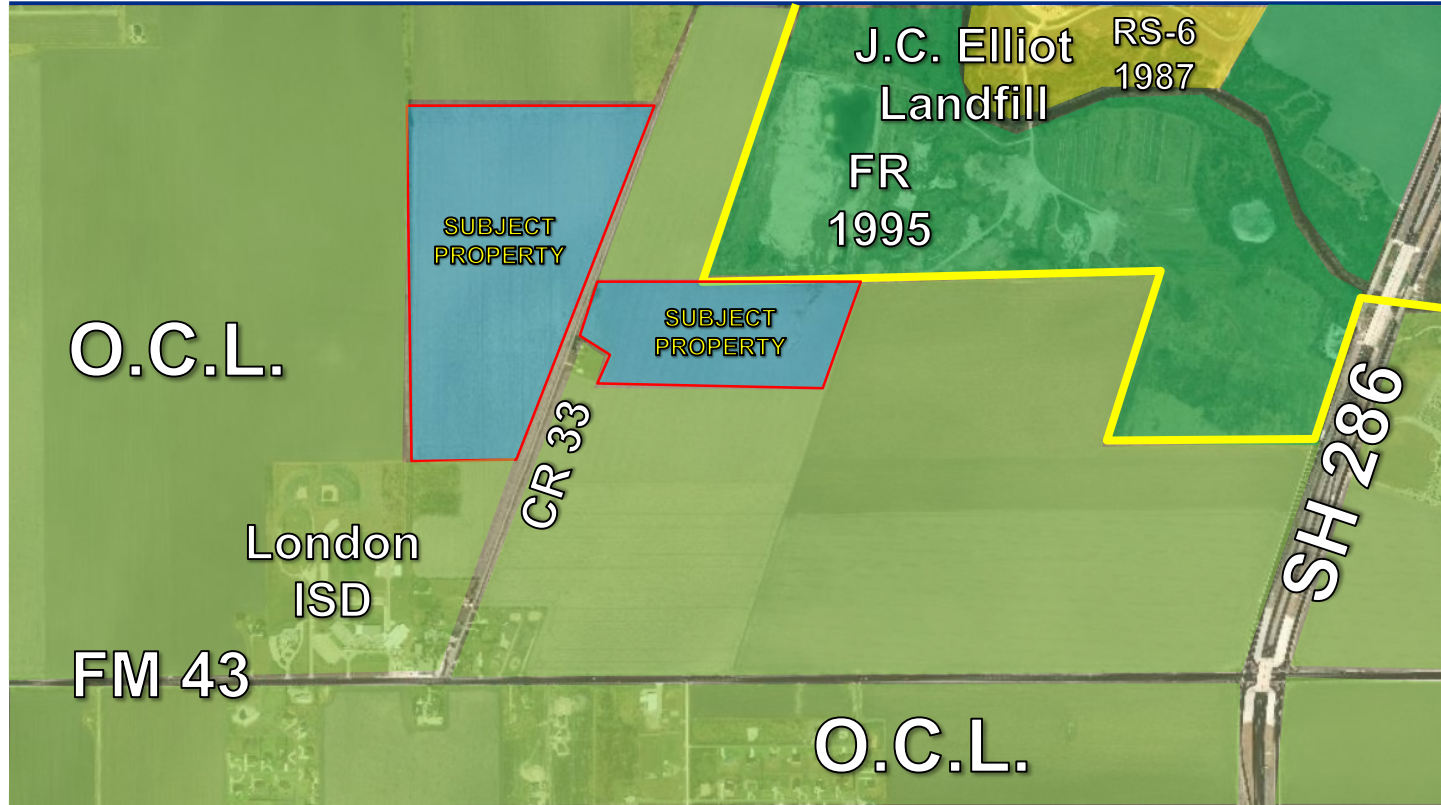 J.C. Elliot
Landfill
RS-6
1987
FR
1995
SUBJECT
PROPERTY
SUBJECT
PROPERTY
O.C.L.
CR 33
SH 286
London
ISD
FM 43
O.C.L.